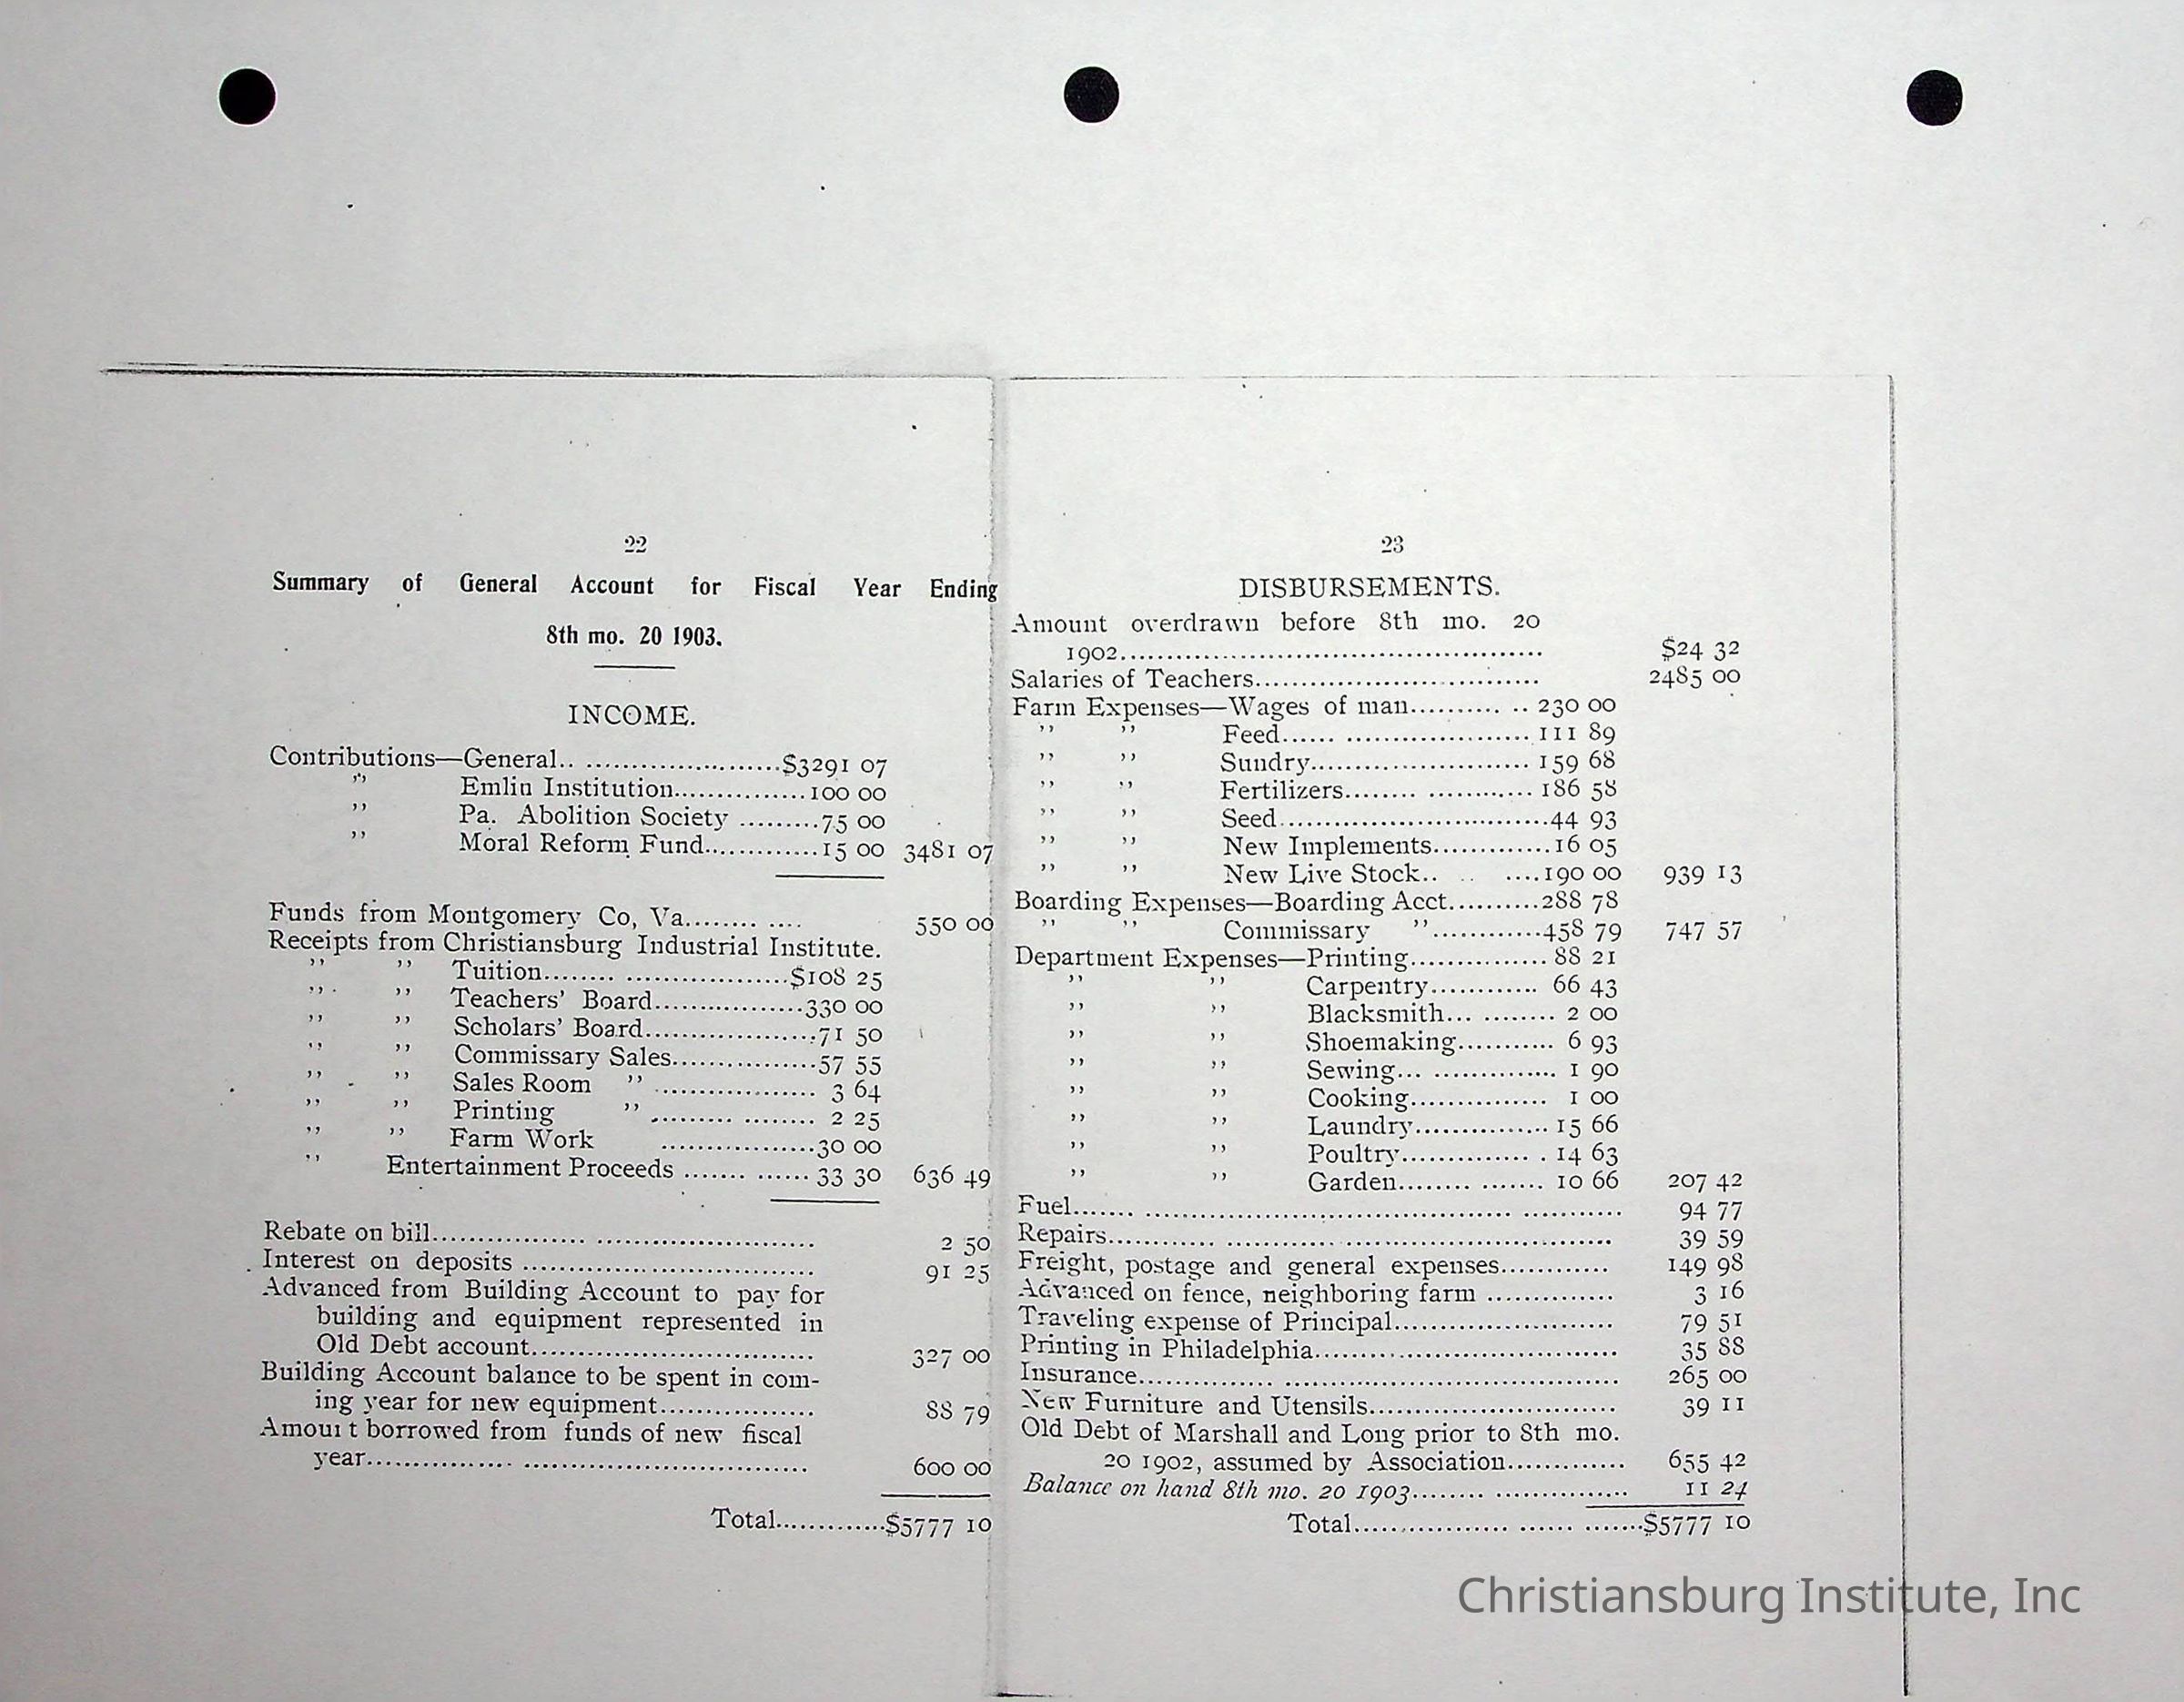 22
Summary of General Account for Fiscal Year Ending
8th mo. 20 1903.
INCOME.
Contributions—General.. ........................$3291 07
" Emlin Institution................100 00
" Pa. Abolition Society .........75 00
" Moral Reform Fund..............15 00 3481 07
Funds from Montgomery Co, Va........ .... 550 00
Receipts from Christiansburg Industrial Institute.
" " Tuition........ ....................$108 25
" " Teachers' Board..................330 00
" " Scholars' Board.....................71 50
" " Commissary Sales.................57 55
" " Sales Room " ................... 3 64
" " Printing " .......... ......... 2 25
" " Farm Work ...................30 00
" Entertainment Proceeds ....... ...... 33 30 636 49
Rebate on bill................. ........................ 2 50
Interest on deposits ................................ 91 25
Advanced from Building Account to pay for
building and equipment represented in
Old Debt account............................... 327 00
Building Account balance to be spent in com-
ing year for new equipment................. 88 79
Amount borrowed from funds of new fiscal
year................ ................................ 600 00
Total.............$5777 10
23
DISBURSEMENTS.
Amount overdrawn before 8th mo. 20
1902............................................... $24 32
Salaries of Teachers................................ 2485 00
Farm Expenses—Wages of man.......... .. 230 00
" " Feed...... ..................... 111 89
" " Sundry......................... 159 68
" " Fertilizers........ ............ 186 58
" " Seed..............................44 93
" " New Implements.............16 05
" " New Live Stock.. .. ....190 00 939 13
Boarding Expenses—Boarding Acct..........288 78
" " Commissary "............458 79 747 57
Department Expenses—Printing............... 88 21
" " Carpentry............ 66 43
" " Blacksmith... ........ 2 00
" " Shoemaking........... 6 93
" " Sewing... .............. 1 90
" " Cooking............... 1 00
" " Laundry............... 15 66
" " Poultry.............. . 14 63
" " Garden........ ....... 10 66 207 42
Fuel....... ......................................... ........... 94 77
Repairs............ ........................................... 39 59
Freight, postage and general expenses............ 149 98
Advanced on fence, neighboring farm .............. 3 16
Traveling expense of Principal........................ 79 51
Printing in Philadelphia.................................. 35 88
Insurance............... ...................................... 265 00
New Furniture and Utensils............................ 39 11
Old Debt of Marshall and Long prior to 8th mo.
20 1902, assumed by Association............. 655 42
Balance on hand 8th mo. 20 1903........ ............... 11 24
Total.................. ...... .......$5777 10
Christiansburg Institute, Inc